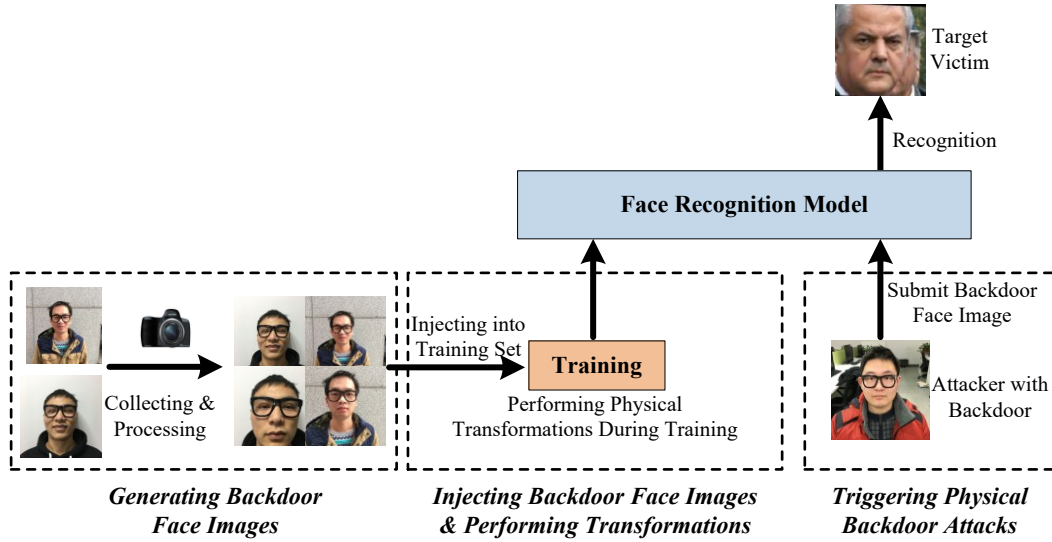 Target
Victim
Recognition
Face Recognition Model
Collecting &
Processing
Injecting into
Training Set
Training
Performing Physical
Transformations During Training
Submit Backdoor
Face Image
Attacker with
Backdoor
Generating Backdoor
Face Images
Injecting Backdoor Face Images
& Performing Transformations
Triggering Physical
Backdoor Attacks